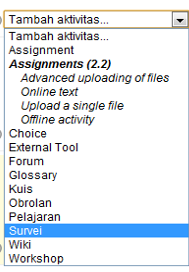 Tambah aktivitas...
Tambah aktivitas...
Assignment
Assignments (2.2)
Advanced uploading of files
Online text
Upload a single file
Offline activity
Choice
External Tool
Forum
Glossary
Kuis
Obrolan
Pelajaran
Survei
Wiki
Workshop